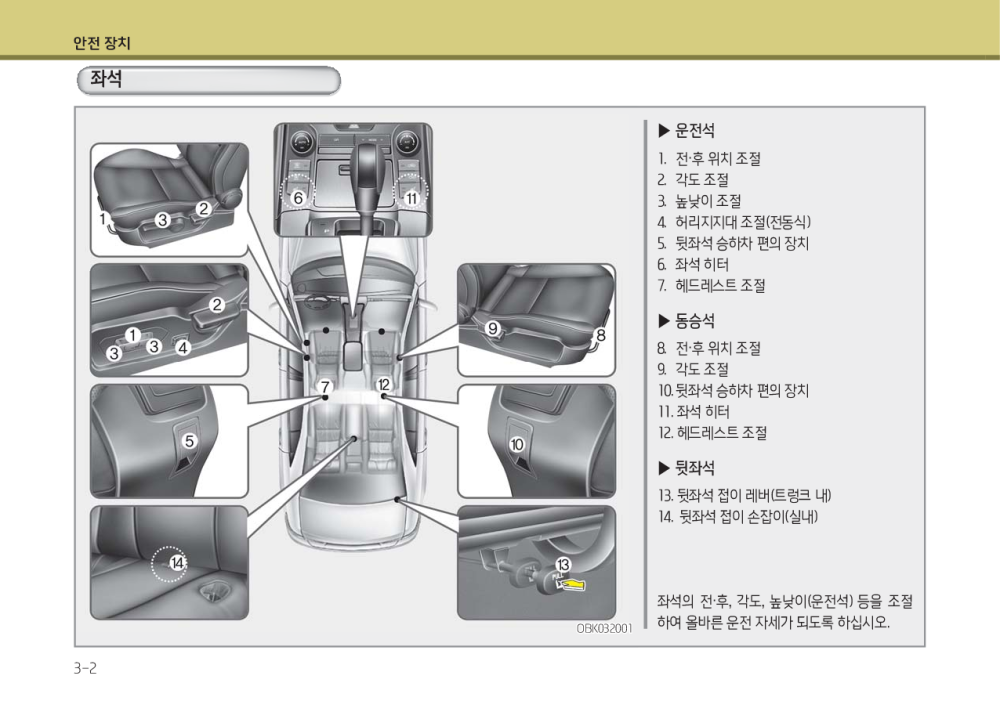 안전 장치
좌석
1
3
2
6
11
2
1
3
3
4
9
8
7
12
5
10
14
13
PULL
OBK032001
▶ 운전석
1. 전·후 위치 조절
2. 각도 조절
3. 높낮이 조절
4. 허리지지대 조절(전동식)
5. 뒷좌석 승하차 편의 장치
6. 좌석 히터
7. 헤드레스트 조절
▶ 동승석
8. 전·후 위치 조절
9. 각도 조절
10. 뒷좌석 승하차 편의 장치
11. 좌석 히터
12. 헤드레스트 조절
▶ 뒷좌석
13. 뒷좌석 접이 레버(트렁크 내)
14. 뒷좌석 접이 손잡이(실내)
좌석의 전·후, 각도, 높낮이(운전석) 등을 조절
하여 올바른 운전 자세가 되도록 하십시오.
3-2